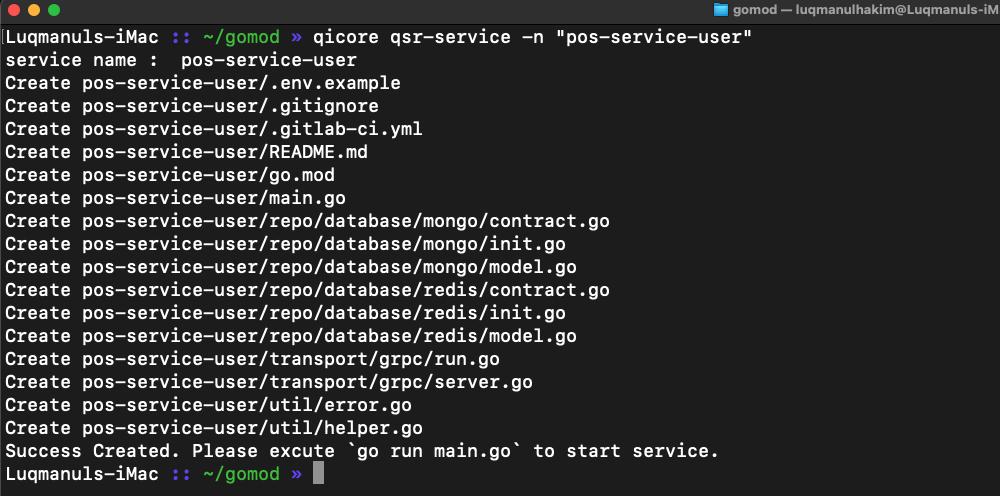 gomod — luqmanulhakim@Luqmanuls-iM
Luqmanuls-iMac :: ~/gomod » qicore qsr-service -n "pos-service-user"
service name :  pos-service-user
Create pos-service-user/.env.example
Create pos-service-user/.gitignore
Create pos-service-user/.gitlab-ci.yml
Create pos-service-user/README.md
Create pos-service-user/go.mod
Create pos-service-user/main.go
Create pos-service-user/repo/database/mongo/contract.go
Create pos-service-user/repo/database/mongo/init.go
Create pos-service-user/repo/database/mongo/model.go
Create pos-service-user/repo/database/redis/contract.go
Create pos-service-user/repo/database/redis/init.go
Create pos-service-user/repo/database/redis/model.go
Create pos-service-user/transport/grpc/run.go
Create pos-service-user/transport/grpc/server.go
Create pos-service-user/util/error.go
Create pos-service-user/util/helper.go
Success Created. Please excute `go run main.go` to start service.
Luqmanuls-iMac :: ~/gomod »